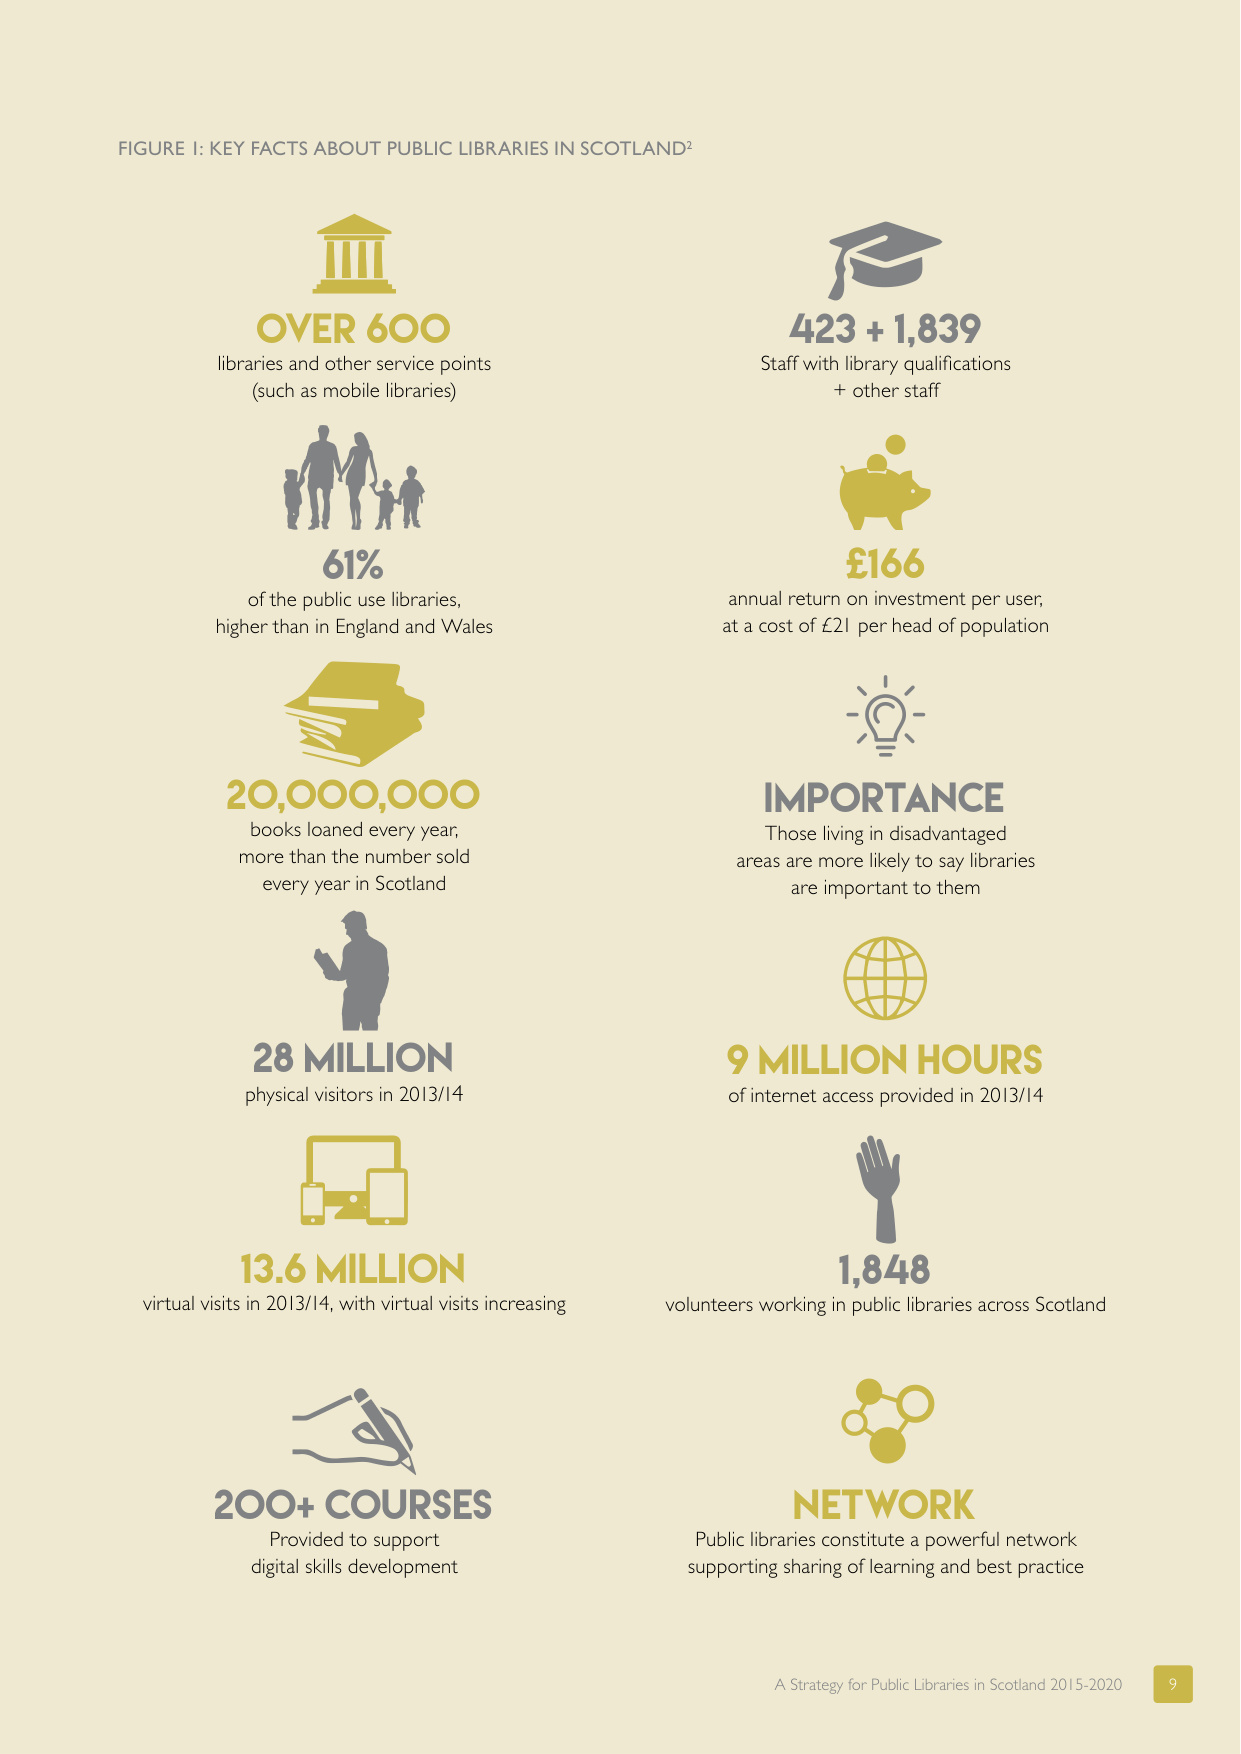 FIGURE 1: KEY FACTS ABOUT PUBLIC LIBRARIES IN SCOTLAND²
OVER 600
libraries and other service points
(such as mobile libraries)
423 + 1,839
Staff with library qualifications
+ other staff
61%
of the public use libraries,
higher than in England and Wales
£166
annual return on investment per user,
at a cost of £21 per head of population
20,000,000
books loaned every year,
more than the number sold
every year in Scotland
IMPORTANCE
Those living in disadvantaged
areas are more likely to say libraries
are important to them
28 MILLION
physical visitors in 2013/14
9 MILLION HOURS
of internet access provided in 2013/14
13.6 MILLION
virtual visits in 2013/14, with virtual visits increasing
1,848
volunteers working in public libraries across Scotland
200+ COURSES
Provided to support
digital skills development
NETWORK
Public libraries constitute a powerful network
supporting sharing of learning and best practice
A Strategy for Public Libraries in Scotland 2015-2020
9